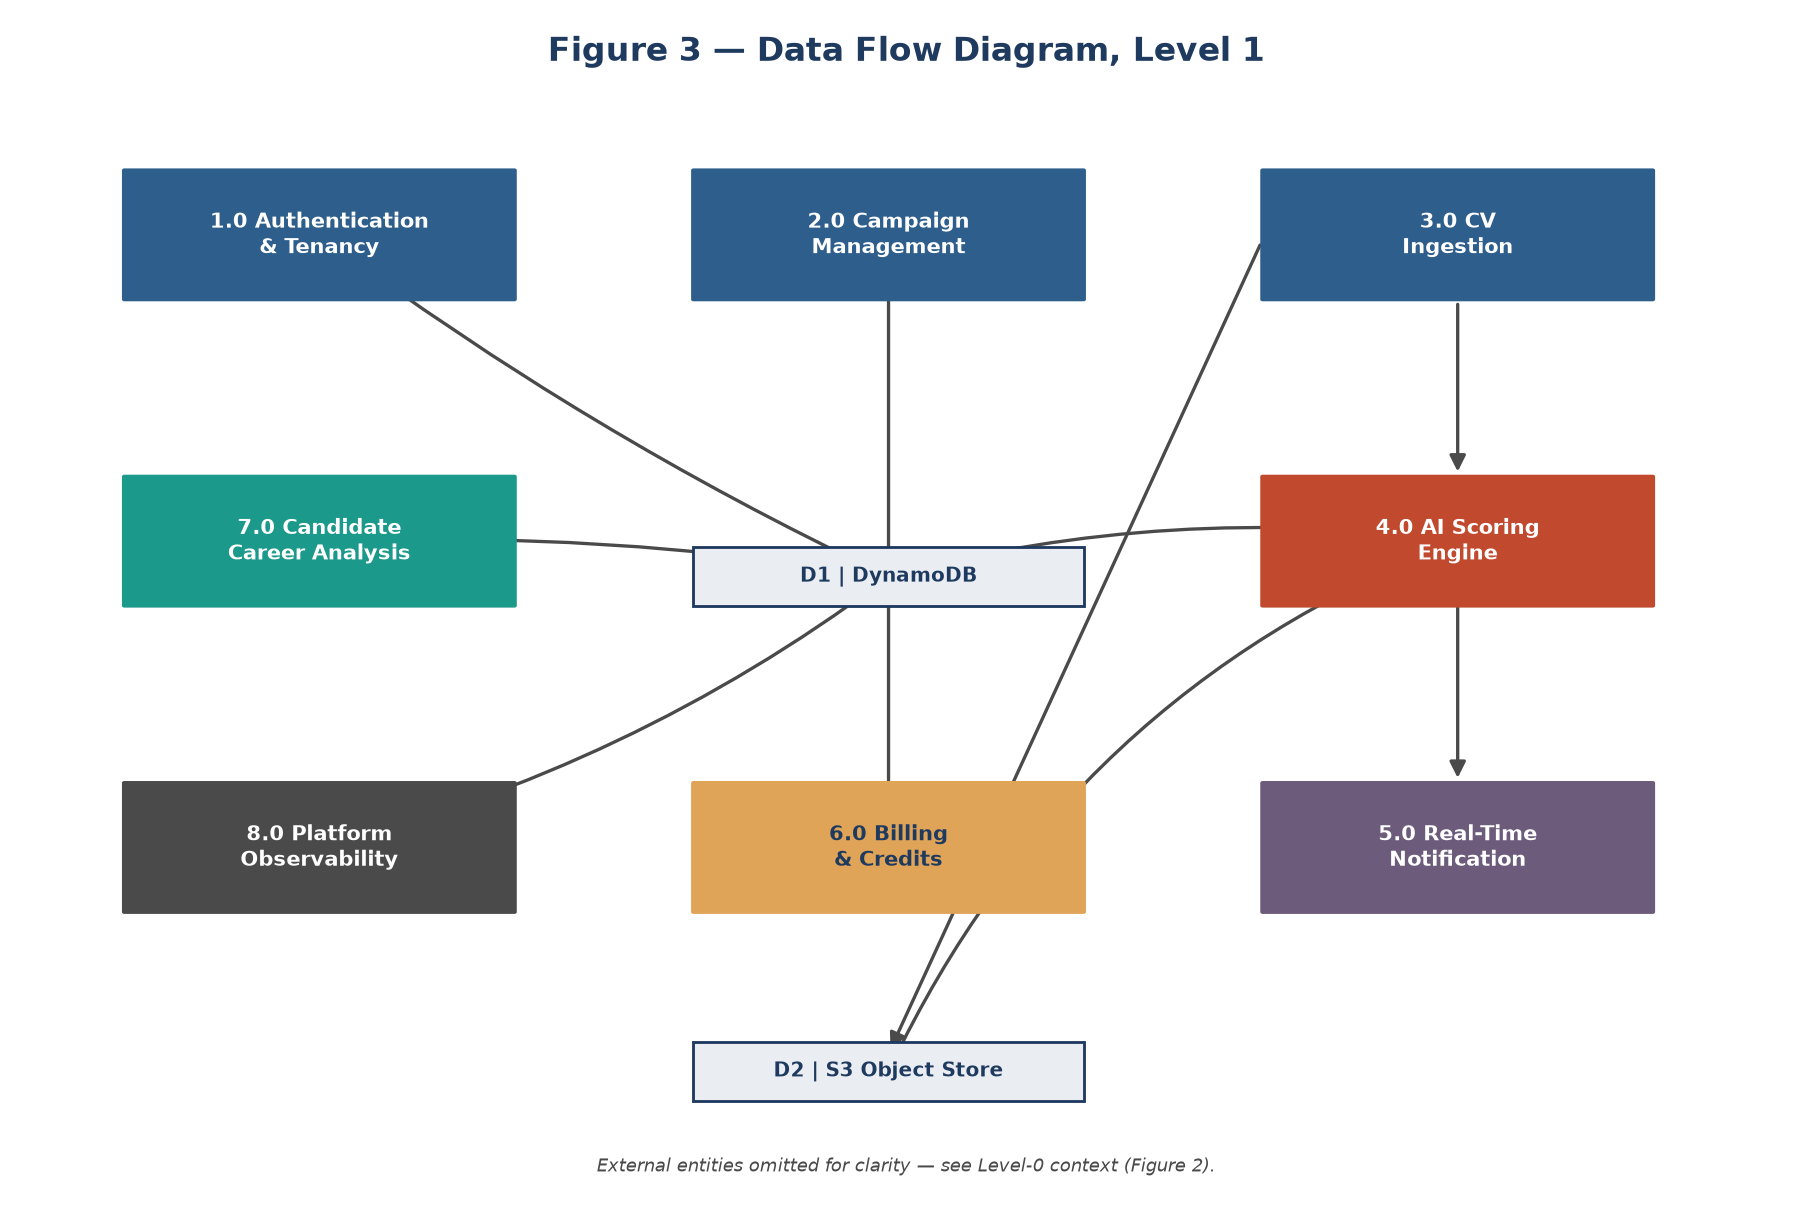 Figure 3 — Data Flow Diagram, Level 1
1.0 Authentication
& Tenancy
2.0 Campaign
Management
3.0 CV
Ingestion
7.0 Candidate
Career Analysis
D1 | DynamoDB
4.0 AI Scoring
Engine
8.0 Platform
Observability
6.0 Billing
& Credits
5.0 Real-Time
Notification
D2 | S3 Object Store
External entities omitted for clarity — see Level-0 context (Figure 2).